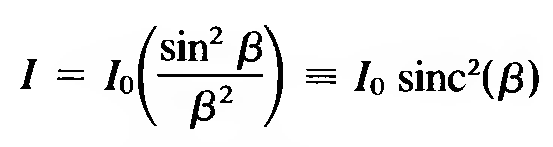 I = I₀(sin² β / β²) ≡ I₀ sinc²(β)